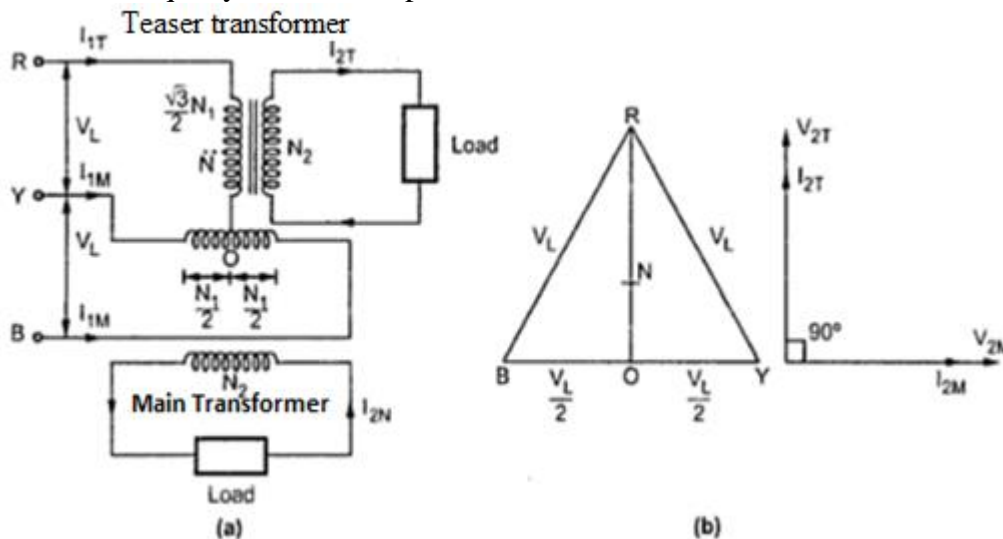 Teaser transformer
I1T
R
I2T
√3/2 N1
VL
N
N2
Load
I1M
Y
VL
O
N1/2 N1/2
I1M
B
N2
Main Transformer
I2N
Load
(a)
R
VL VL
N
B O Y
VL/2 VL/2
V2T
I2T
90°
V2M
I2M
(b)